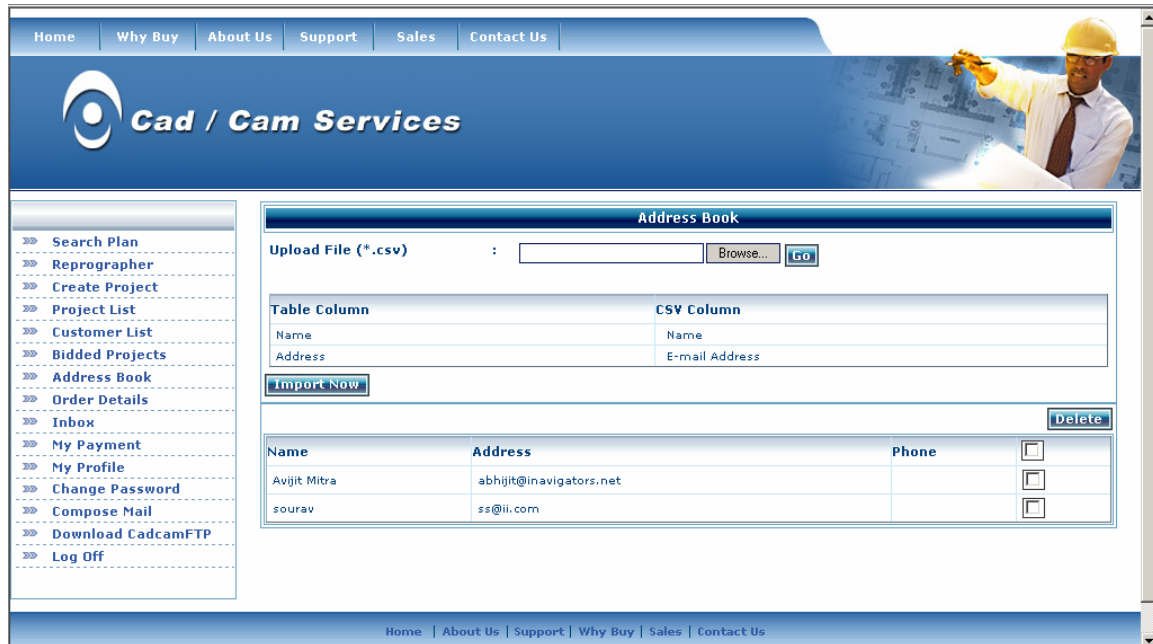 Home Why Buy About Us Support Sales Contact Us
Cad / Cam Services
Search Plan
Reprographer
Create Project
Project List
Customer List
Bidded Projects
Address Book
Order Details
Inbox
My Payment
My Profile
Change Password
Compose Mail
Download CadcamFTP
Log Off
Address Book
Upload File (*.csv) : Browse... Go
Table Column CSV Column
Name Name
Address E-mail Address
Import Now
Delete
Name Address Phone
Avijit Mitra abhijit@inavigators.net
sourav ss@ii.com
Home | About Us | Support | Why Buy | Sales | Contact Us